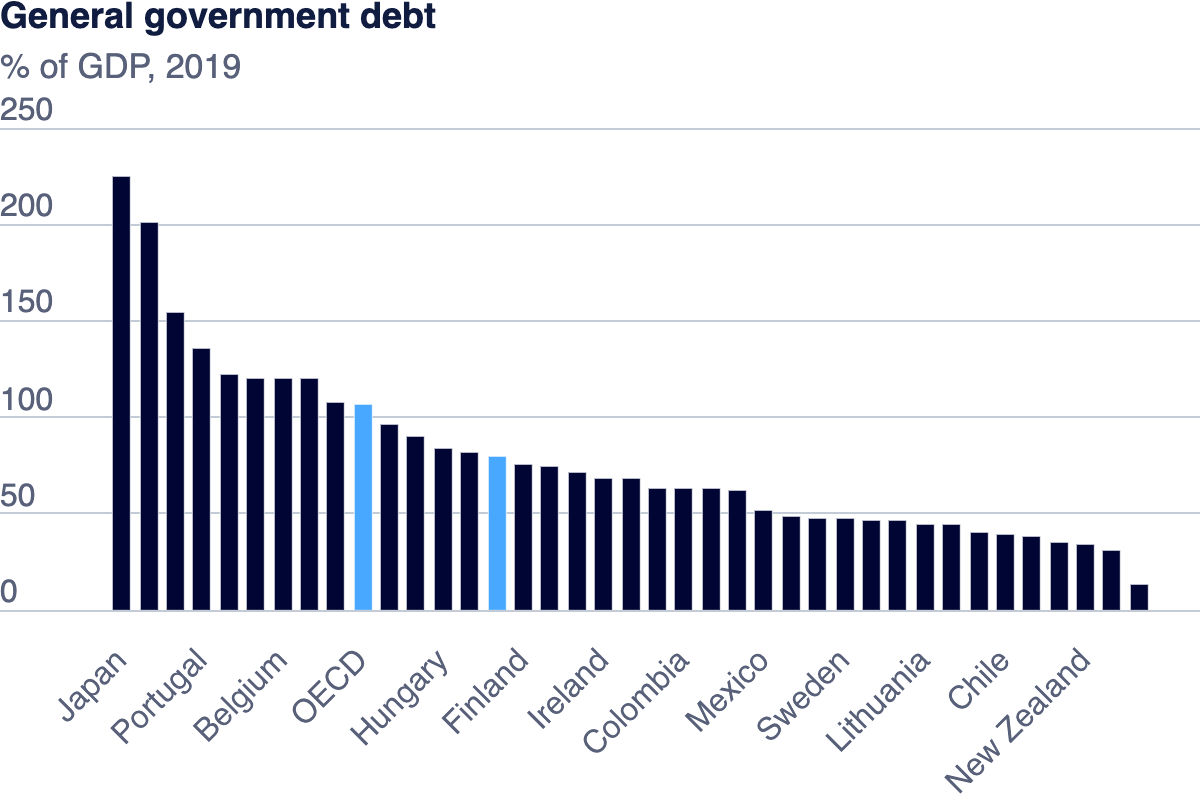 General government debt
% of GDP, 2019
250
200
150
100
50
0
Japan
Portugal
Belgium
OECD
Hungary
Finland
Ireland
Colombia
Mexico
Sweden
Lithuania
Chile
New Zealand